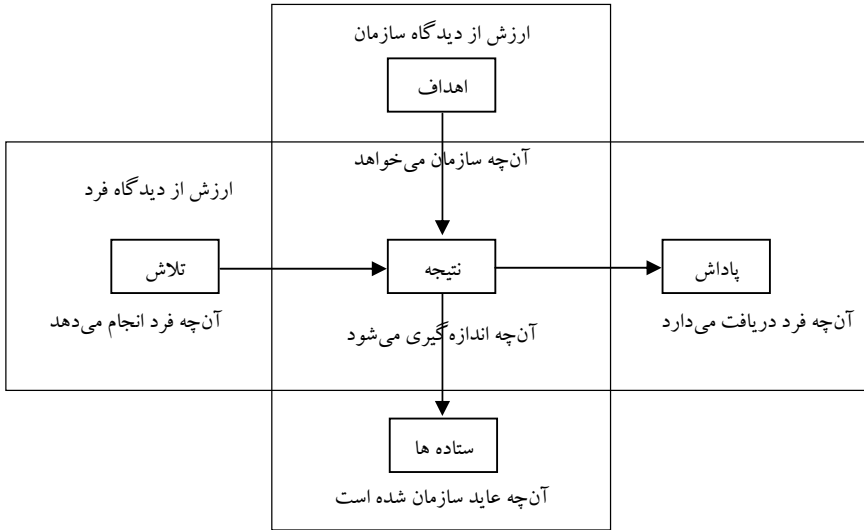 ارزش از دیدگاه سازمان
اهداف
آن‌چه سازمان می‌خواهد
ارزش از دیدگاه فرد
تلاش
نتیجه
پاداش
آن‌چه فرد انجام می‌دهد
آن‌چه اندازه‌گیری می‌شود
آن‌چه فرد دریافت می‌دارد
ستاده ها
آن‌چه عاید سازمان شده است